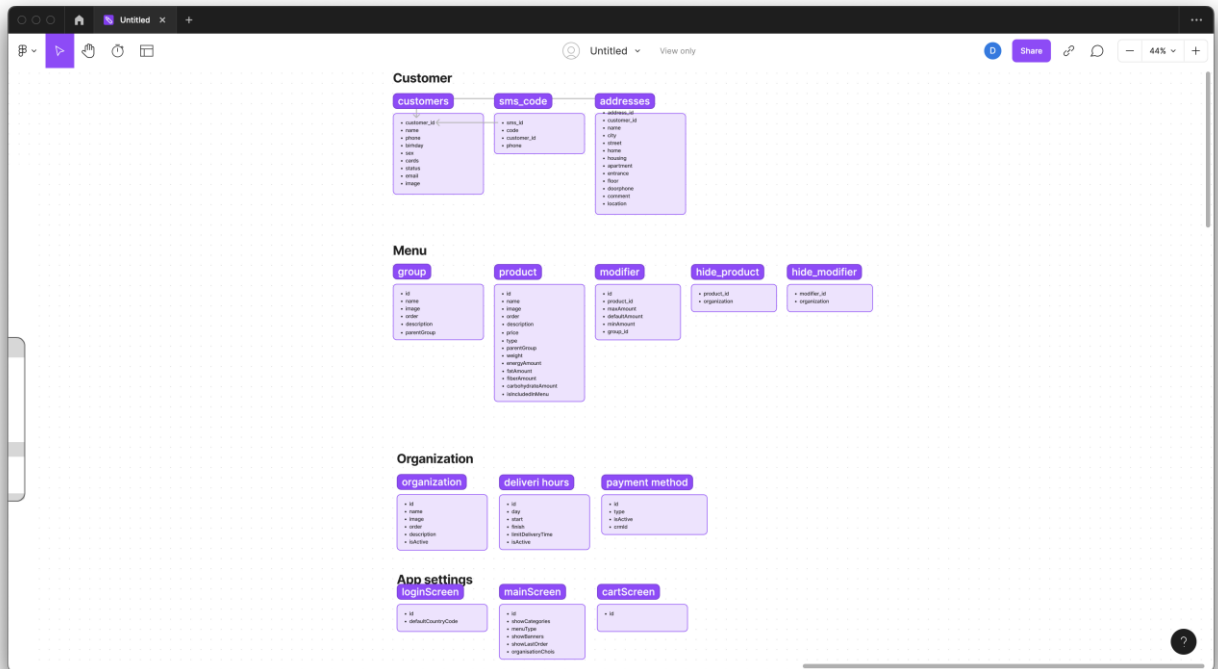 Untitled
Untitled
View only
D
Share
44%
Customer
customers
• customer_id
• name
• phone
• birhday
• sex
• cards
• status
• email
• image
sms_code
• sms_id
• code
• customer_id
• phone
addresses
• address_id
• customer_id
• name
• city
• street
• home
• housing
• apartment
• entrance
• floor
• doorphone
• comment
• location
Menu
group
• id
• name
• image
• order
• description
• parentGroup
product
• id
• name
• image
• order
• description
• price
• type
• parentGroup
• weight
• energyAmount
• fatAmount
• fiberAmount
• carbohydrateAmount
• isIncludedInMenu
modifier
• id
• product_id
• maxAmount
• defaultAmount
• minAmount
• group_id
hide_product
• product_id
• organization
hide_modifier
• modifier_id
• organization
Organization
organization
• id
• name
• image
• order
• description
• isActive
deliveri hours
• id
• day
• start
• finish
• limitDeliveryTime
• isActive
payment method
• id
• type
• isActive
• crmid
App settings
loginScreen
• id
• defaultCountryCode
mainScreen
• id
• showCategories
• menuType
• showBanners
• showLastOrder
• organisationChois
cartScreen
• id
?